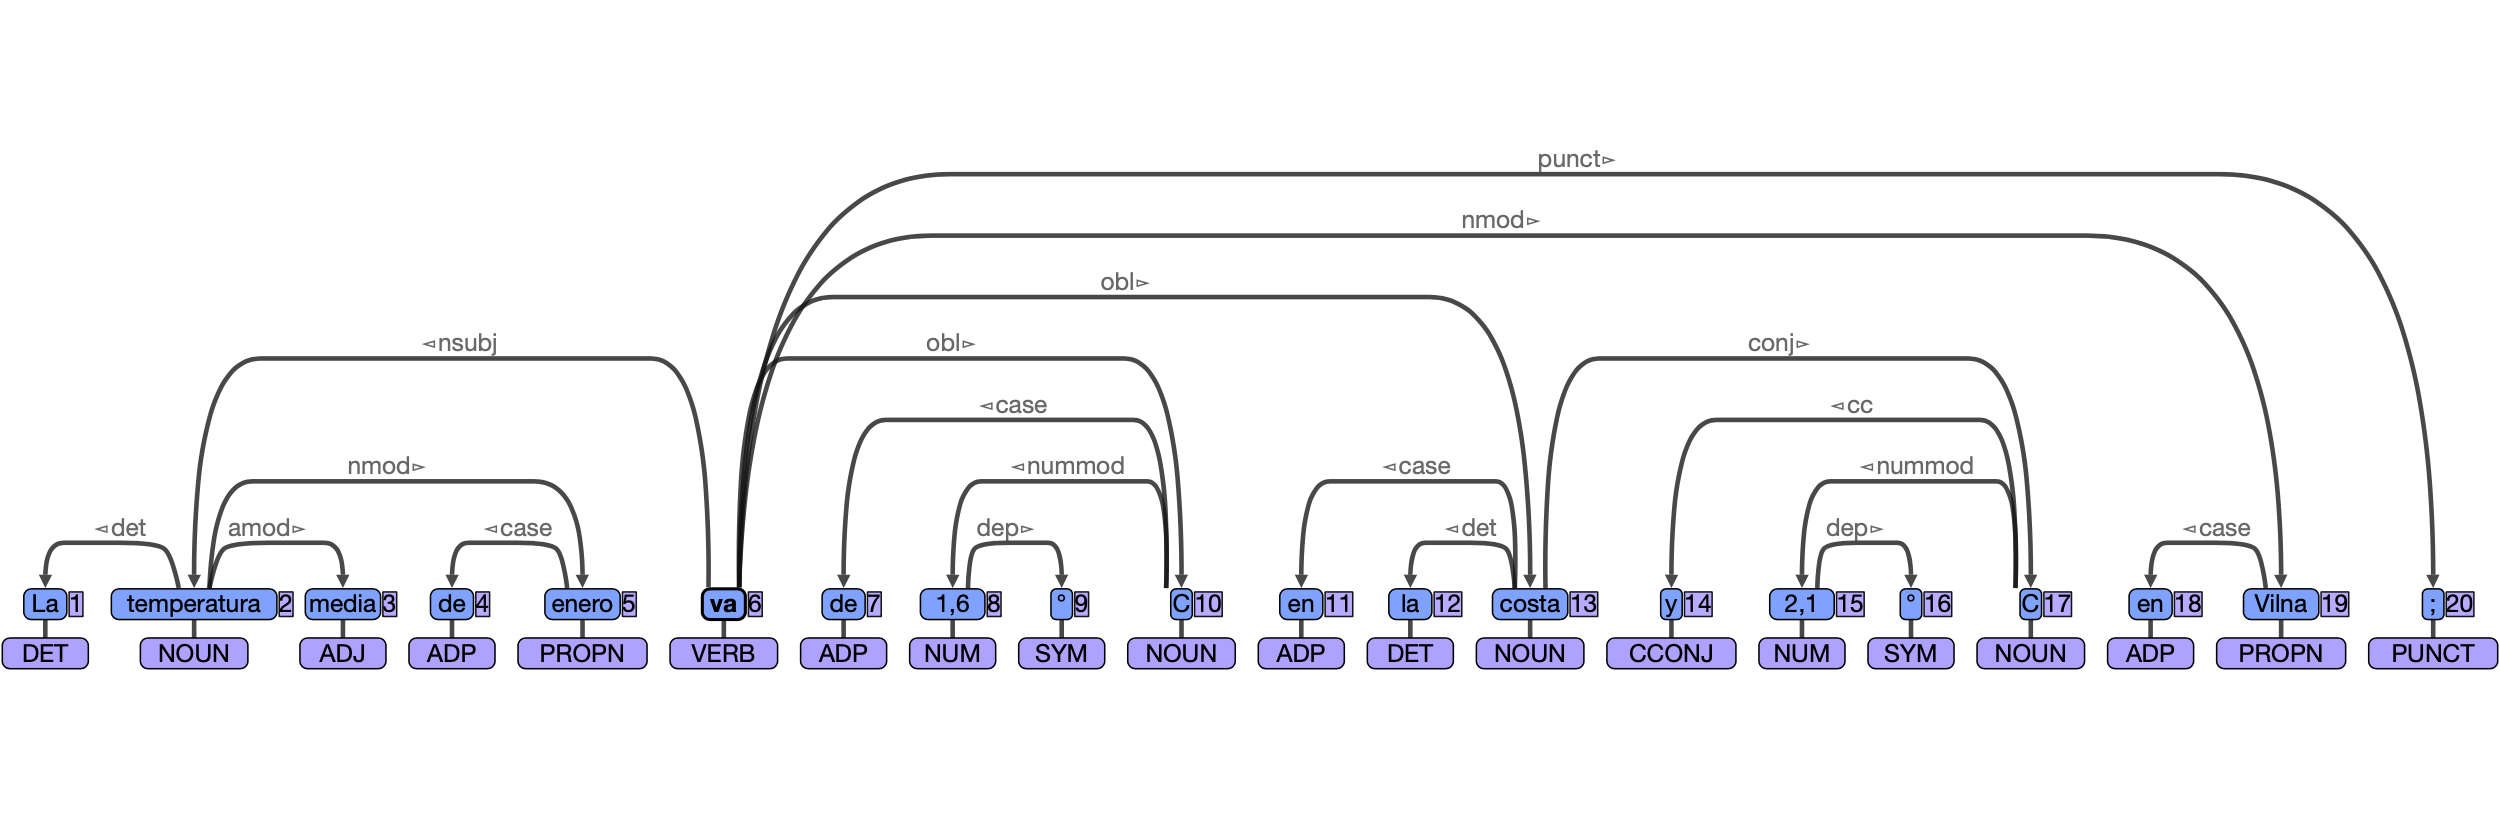 punct▻
nmod▻
obl▻
◅nsubj obl▻ conj▻
◅case ◅cc
nmod▻ ◅nummod ◅case ◅nummod
◅det amod▻ ◅case dep▻ ◅det dep▻ ◅case
La 1 temperatura 2 media 3 de 4 enero 5 va 6 de 7 1,6 8 ° 9 C 10 en 11 la 12 costa 13 y 14 2,1 15 ° 16 C 17 en 18 Vilna 19 ; 20
DET NOUN ADJ ADP PROPN VERB ADP NUM SYM NOUN ADP DET NOUN CCONJ NUM SYM NOUN ADP PROPN PUNCT